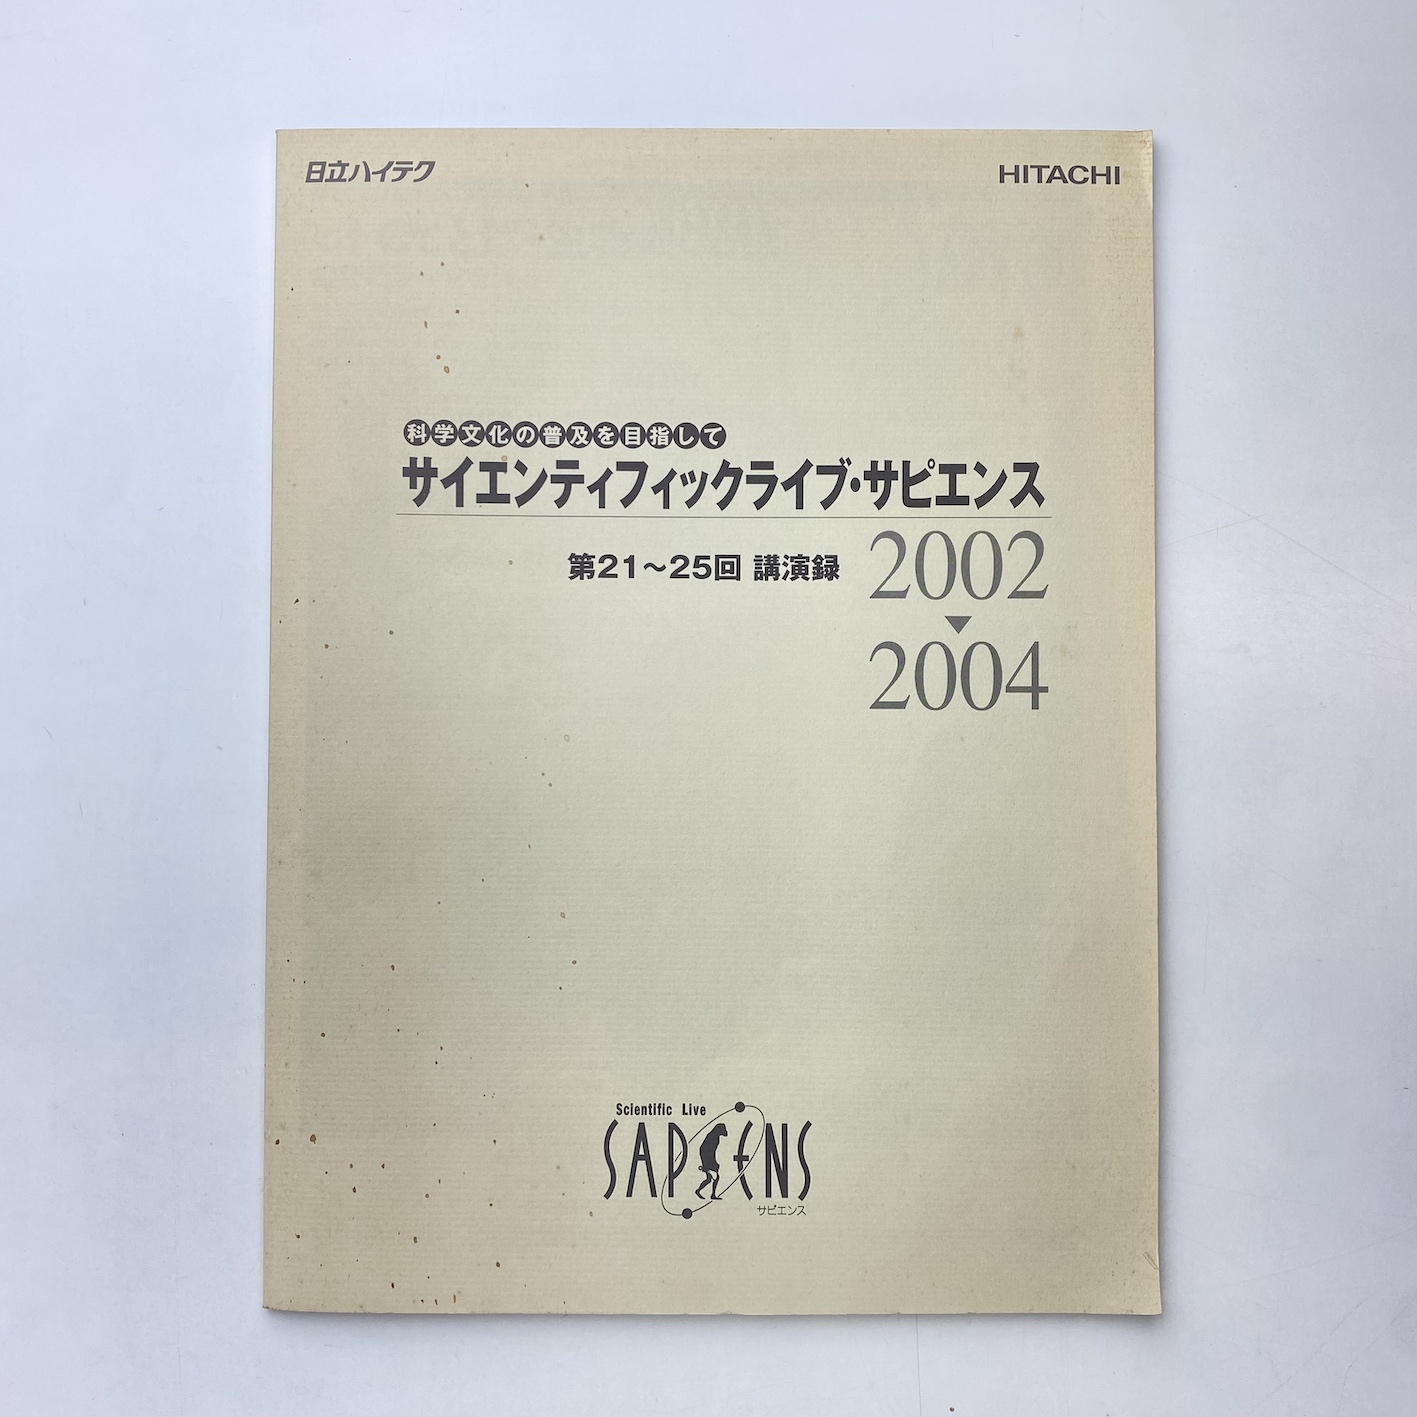 日立ハイテク
HITACHI
科学文化の普及を目指して
サイエンティフィックライブ・サピエンス
第21～25回 講演録
2002
▼
2004
Scientific Live
SAPIENS
サピエンス